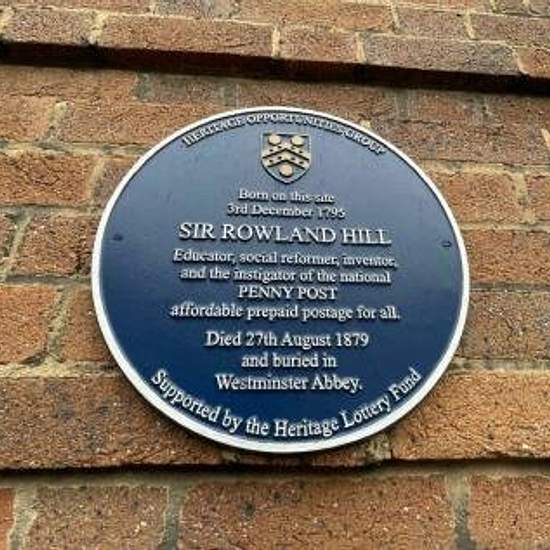 HERITAGE OPPORTUNITIES GROUP
Born on this site
3rd December 1795
SIR ROWLAND HILL
Educator, social reformer, inventor,
and the instigator of the national
PENNY POST
affordable prepaid postage for all.
Died 27th August 1879
and buried in
Westminster Abbey.
Supported by the Heritage Lottery Fund